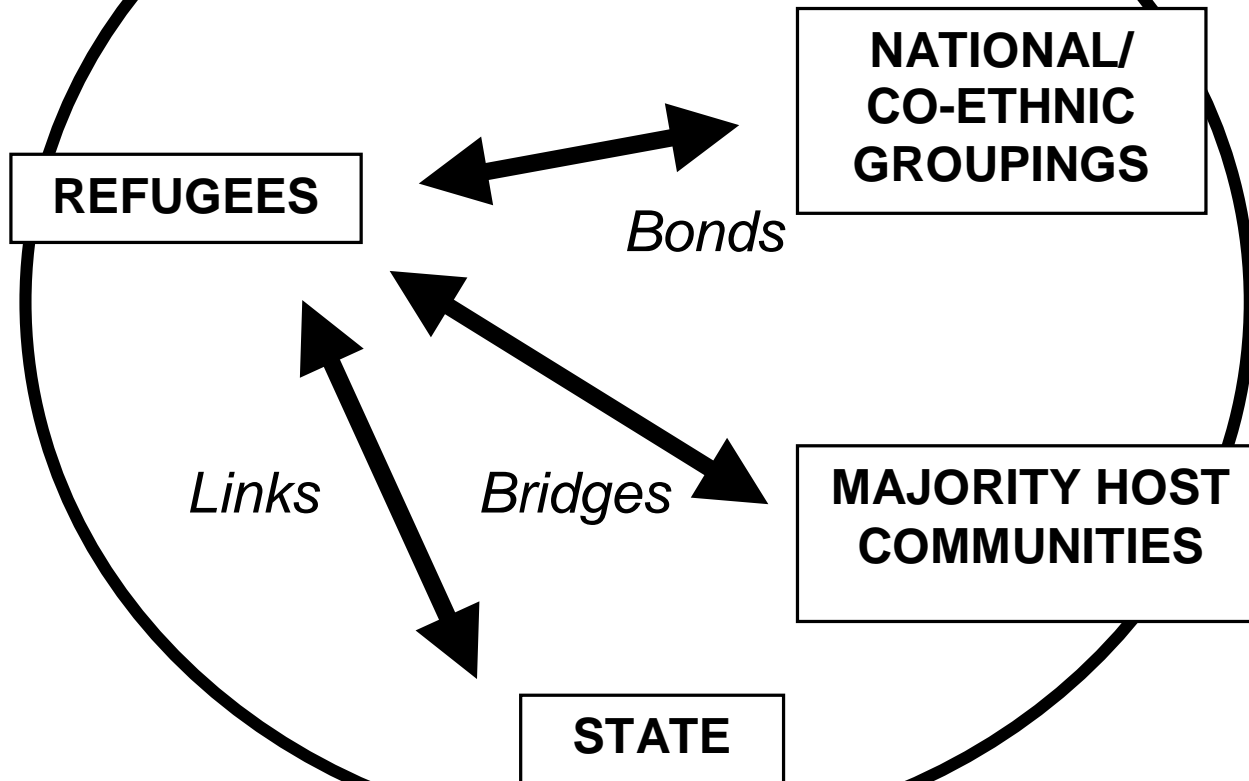 NATIONAL/
CO-ETHNIC
GROUPINGS
REFUGEES
Bonds
Links
Bridges
MAJORITY HOST
COMMUNITIES
STATE